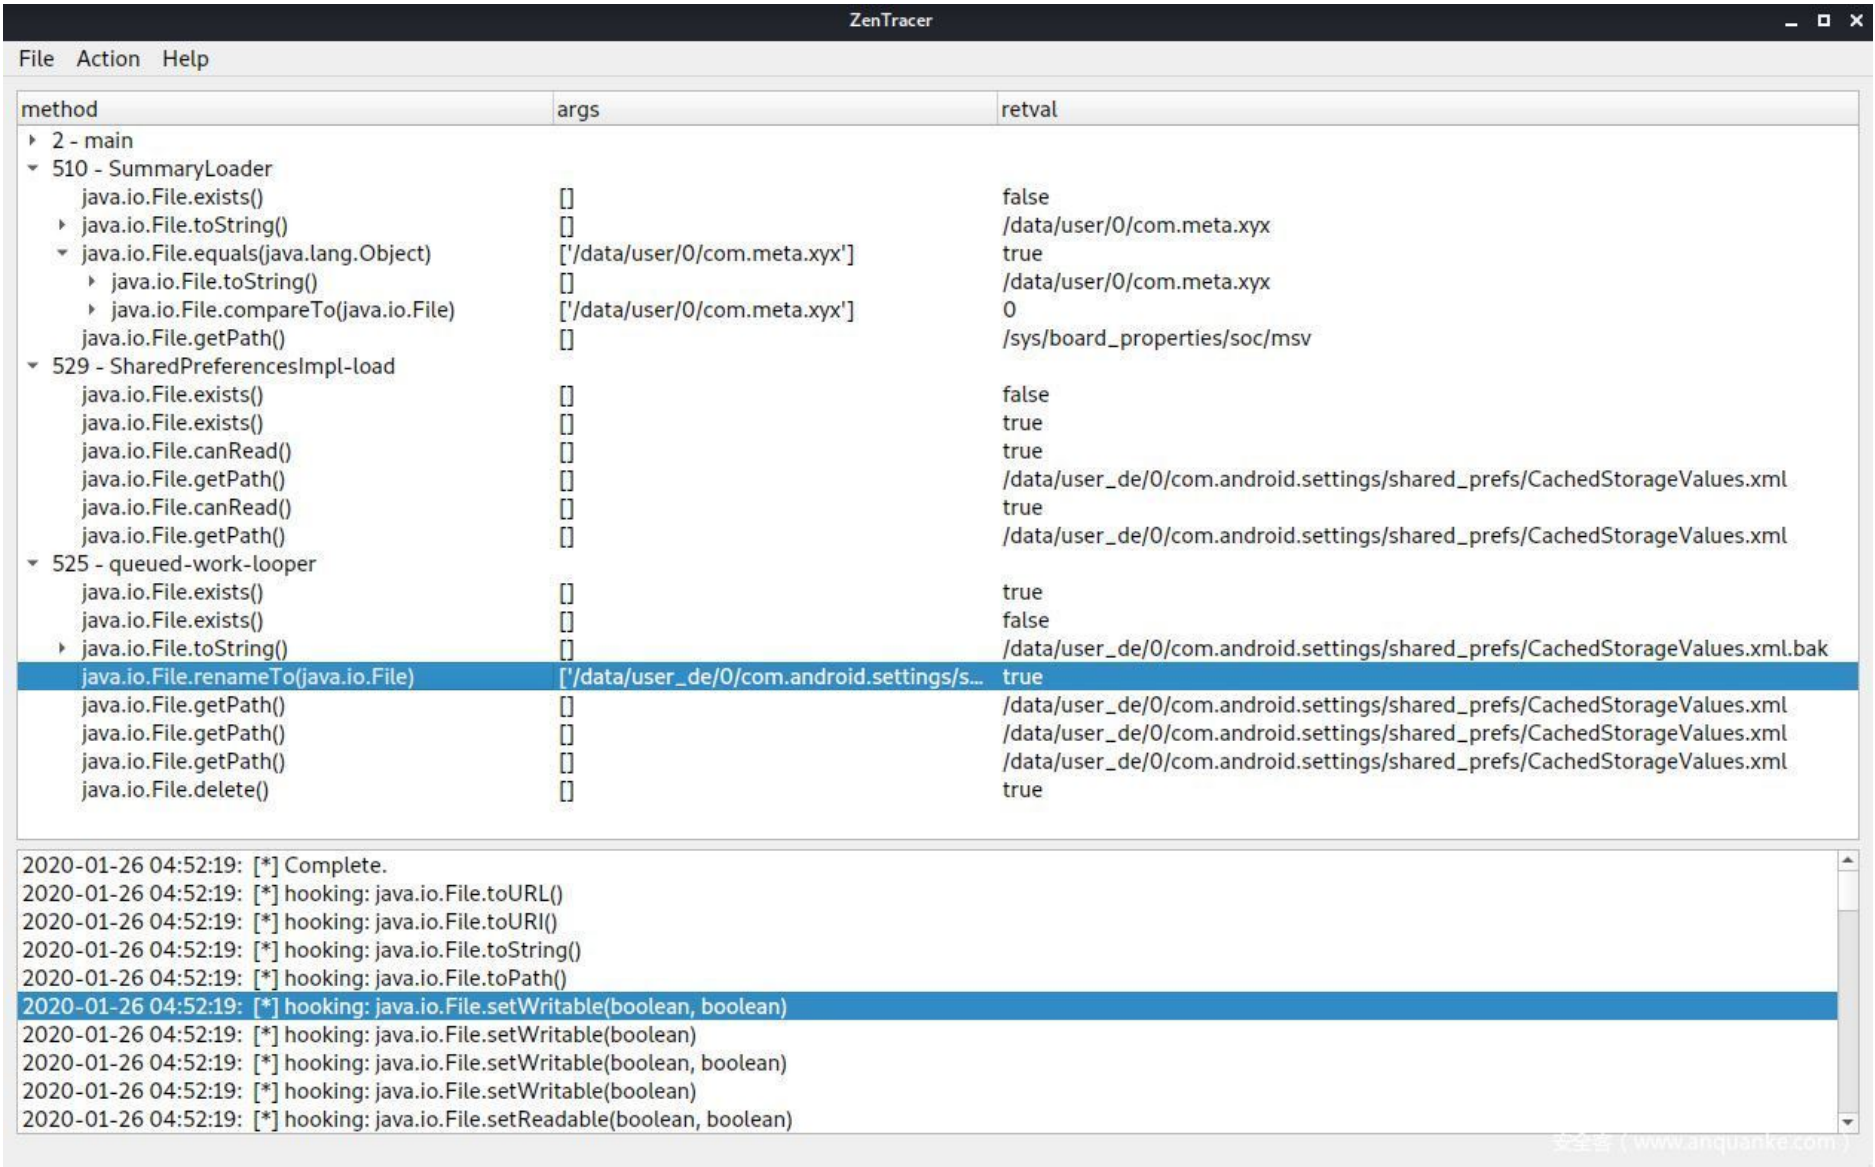 ZenTracer
File Action Help
method args retval
2 - main
510 - SummaryLoader
java.io.File.exists() [] false
java.io.File.toString() [] /data/user/0/com.meta.xyx
java.io.File.equals(java.lang.Object) ['/data/user/0/com.meta.xyx'] true
java.io.File.toString() [] /data/user/0/com.meta.xyx
java.io.File.compareTo(java.io.File) ['/data/user/0/com.meta.xyx'] 0
java.io.File.getPath() [] /sys/board_properties/soc/msv
529 - SharedPreferencesImpl-load
java.io.File.exists() [] false
java.io.File.exists() [] true
java.io.File.canRead() [] true
java.io.File.getPath() [] /data/user_de/0/com.android.settings/shared_prefs/CachedStorageValues.xml
java.io.File.canRead() [] true
java.io.File.getPath() [] /data/user_de/0/com.android.settings/shared_prefs/CachedStorageValues.xml
525 - queued-work-looper
java.io.File.exists() [] true
java.io.File.exists() [] false
java.io.File.toString() [] /data/user_de/0/com.android.settings/shared_prefs/CachedStorageValues.xml.bak
java.io.File.renameTo(java.io.File) ['/data/user_de/0/com.android.settings/s... true
java.io.File.getPath() [] /data/user_de/0/com.android.settings/shared_prefs/CachedStorageValues.xml
java.io.File.getPath() [] /data/user_de/0/com.android.settings/shared_prefs/CachedStorageValues.xml
java.io.File.getPath() [] /data/user_de/0/com.android.settings/shared_prefs/CachedStorageValues.xml
java.io.File.delete() [] true
2020-01-26 04:52:19: [*] Complete.
2020-01-26 04:52:19: [*] hooking: java.io.File.toURL()
2020-01-26 04:52:19: [*] hooking: java.io.File.toURI()
2020-01-26 04:52:19: [*] hooking: java.io.File.toString()
2020-01-26 04:52:19: [*] hooking: java.io.File.toPath()
2020-01-26 04:52:19: [*] hooking: java.io.File.setWritable(boolean, boolean)
2020-01-26 04:52:19: [*] hooking: java.io.File.setWritable(boolean)
2020-01-26 04:52:19: [*] hooking: java.io.File.setWritable(boolean, boolean)
2020-01-26 04:52:19: [*] hooking: java.io.File.setWritable(boolean)
2020-01-26 04:52:19: [*] hooking: java.io.File.setReadable(boolean, boolean)
安全客 ( www.anquanke.com )